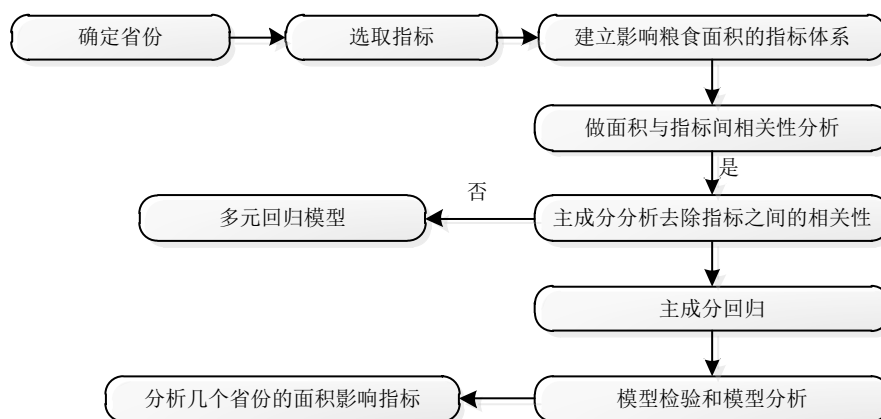 确定省份
选取指标
建立影响粮食面积的指标体系
做面积与指标间相关性分析
是
否
多元回归模型
主成分分析去除指标之间的相关性
主成分回归
分析几个省份的面积影响指标
模型检验和模型分析